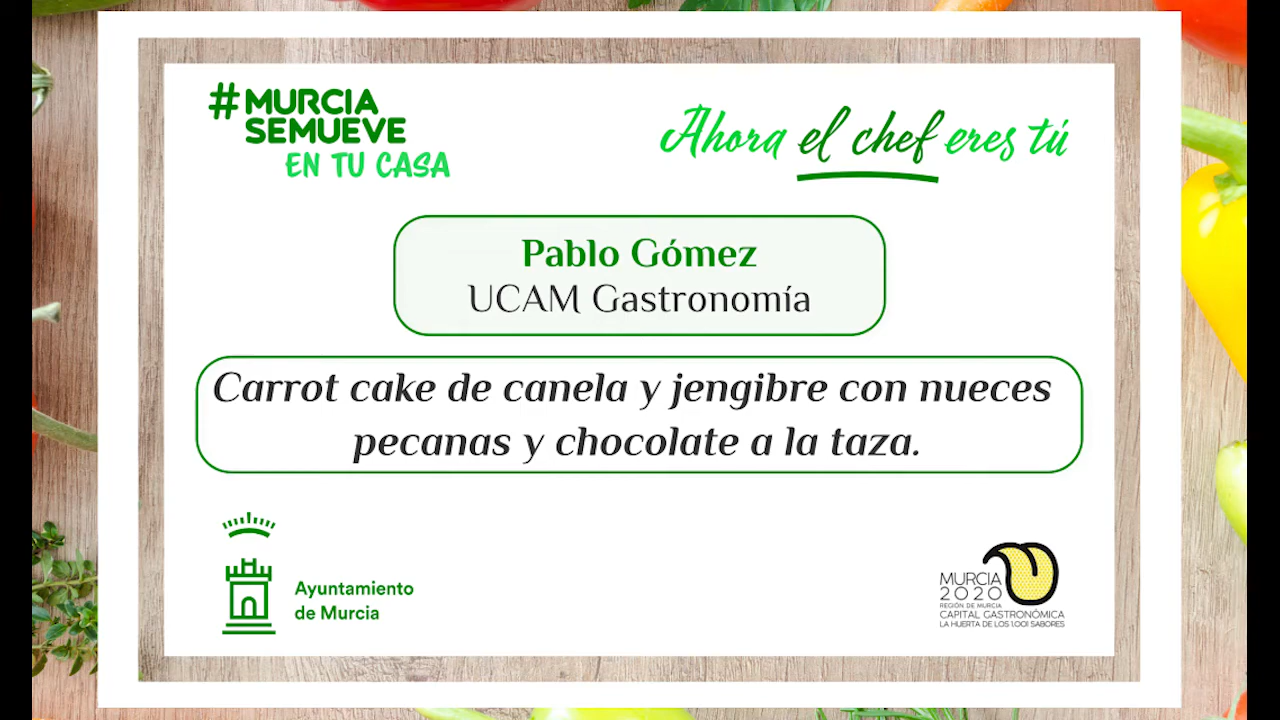 #MURCIA
SEMUEVE
EN TU CASA
Ahora el chef eres tú
Pablo Gómez
UCAM Gastronomía
Carrot cake de canela y jengibre con nueces
pecanas y chocolate a la taza.
Ayuntamiento
de Murcia
MURCIA
2020
REGIÓN DE MURCIA
CAPITAL GASTRONÓMICA
LA HUERTA DE LOS 1.001 SABORES